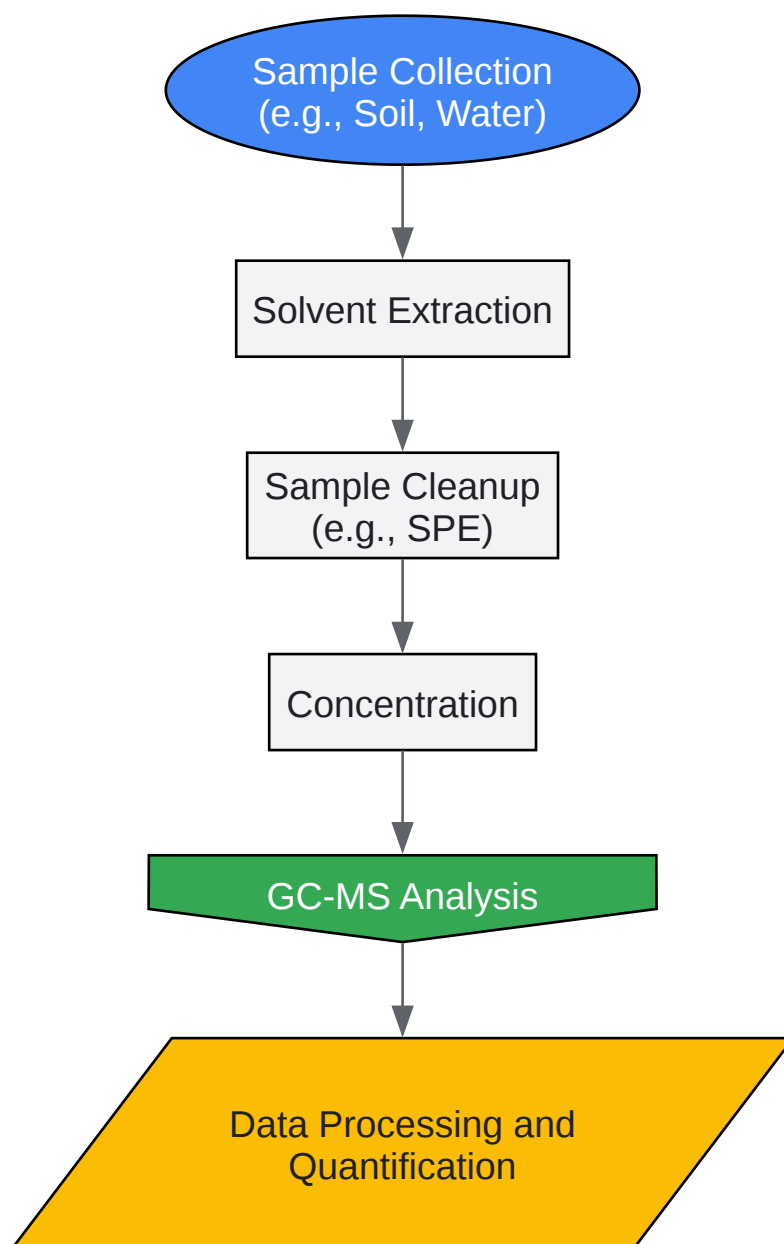 Sample Collection
(e.g., Soil, Water)
Solvent Extraction
Sample Cleanup
(e.g., SPE)
Concentration
GC-MS Analysis
Data Processing and
Quantification